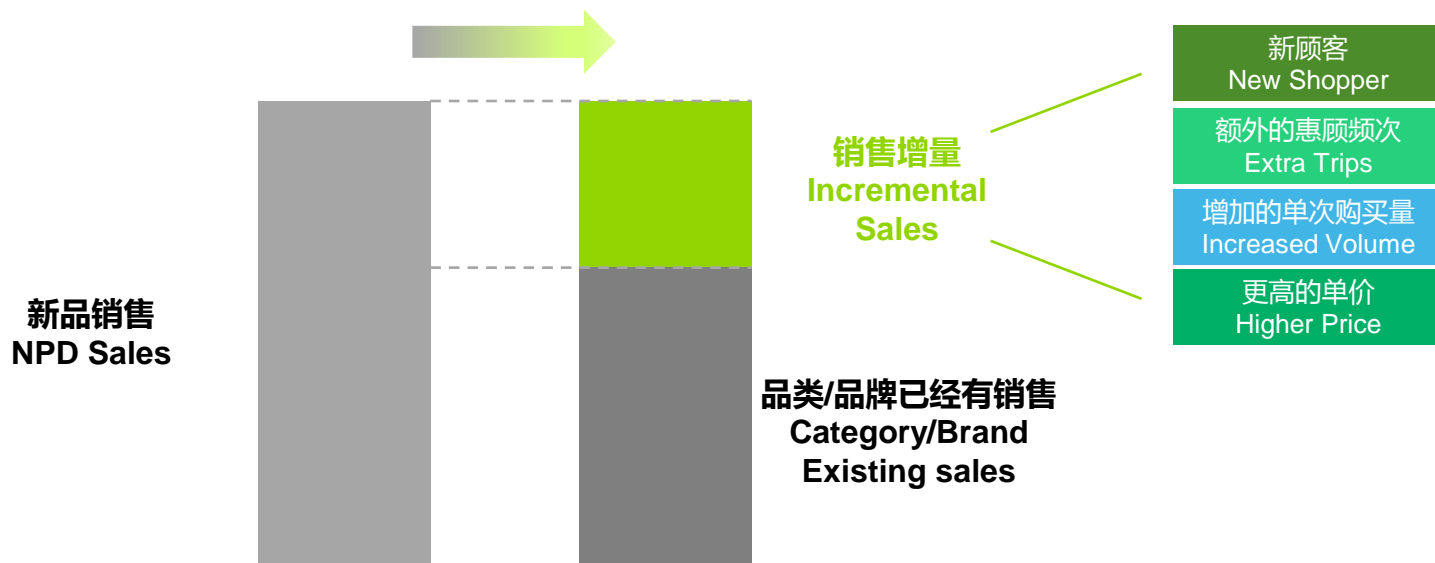 新品销售
NPD Sales
销售增量
Incremental
Sales
品类/品牌已经有销售
Category/Brand
Existing sales
新顾客
New Shopper
额外的惠顾频次
Extra Trips
增加的单次购买量
Increased Volume
更高的单价
Higher Price